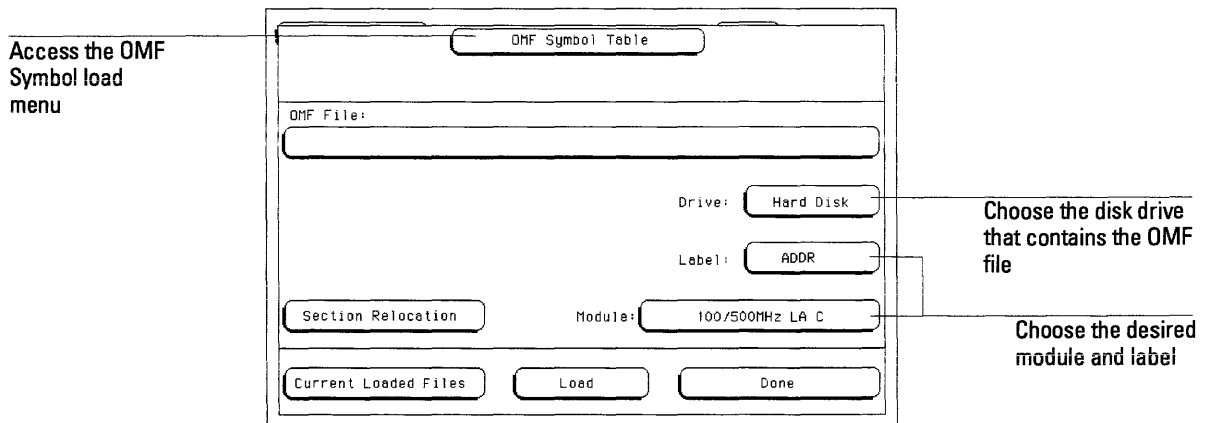 Access the OMF
Symbol load
menu
OMF Symbol Table
OMF File:
Drive: Hard Disk
Label: ADDR
Section Relocation Module: 100/500MHz LA C
Current Loaded Files Load Done
Choose the disk drive
that contains the OMF
file
Choose the desired
module and label